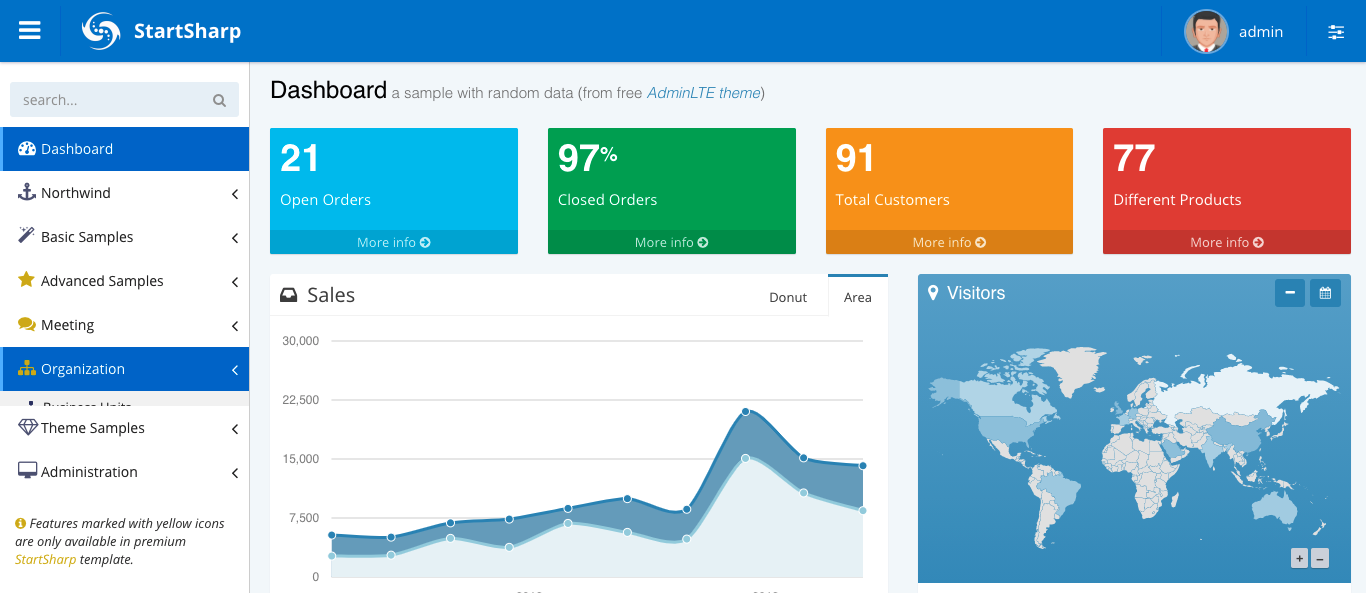 StartSharp
admin
search...
Dashboard
Northwind
Basic Samples
Advanced Samples
Meeting
Organization
Business Units
Theme Samples
Administration
Features marked with yellow icons
are only available in premium
StartSharp template.
Dashboard a sample with random data (from free AdminLTE theme)
21
Open Orders
More info
97%
Closed Orders
More info
91
Total Customers
More info
77
Different Products
More info
Sales
Donut
Area
30,000
22,500
15,000
7,500
0
Visitors
+
−